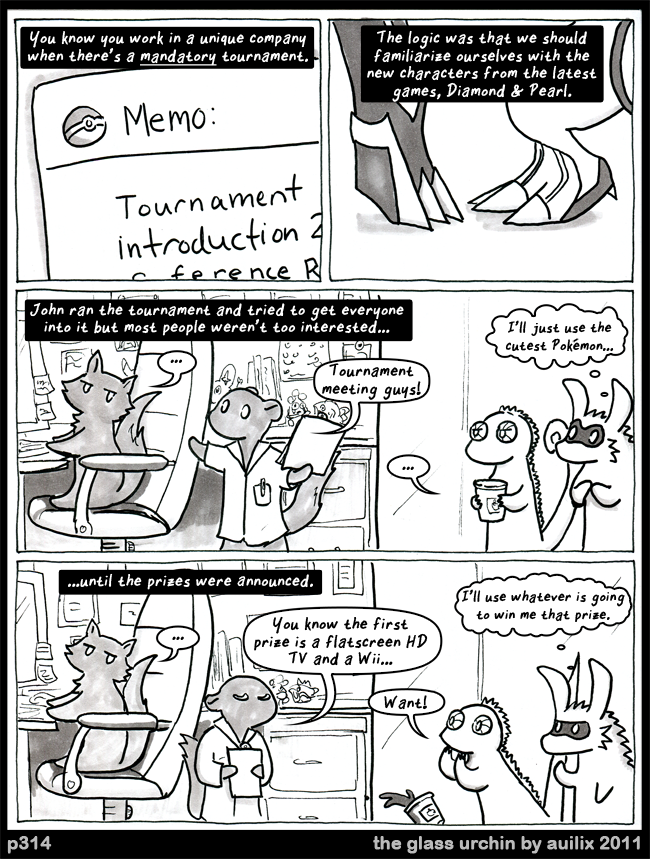 You know you work in a unique company
when there's a mandatory tournament.
Memo:
Tournament
introduction
The logic was that we should
familiarize ourselves with the
new characters from the latest
games, Diamond & Pearl.
John ran the tournament and tried to get everyone
into it but most people weren't too interested...
...
Tournament
meeting guys!
...
I'll just use the
cutest Pokémon...
...until the prizes were announced.
...
You know the first
prize is a flatscreen HD
TV and a Wii...
Want!
I'll use whatever is going
to win me that prize.
p314
the glass urchin by auilix 2011